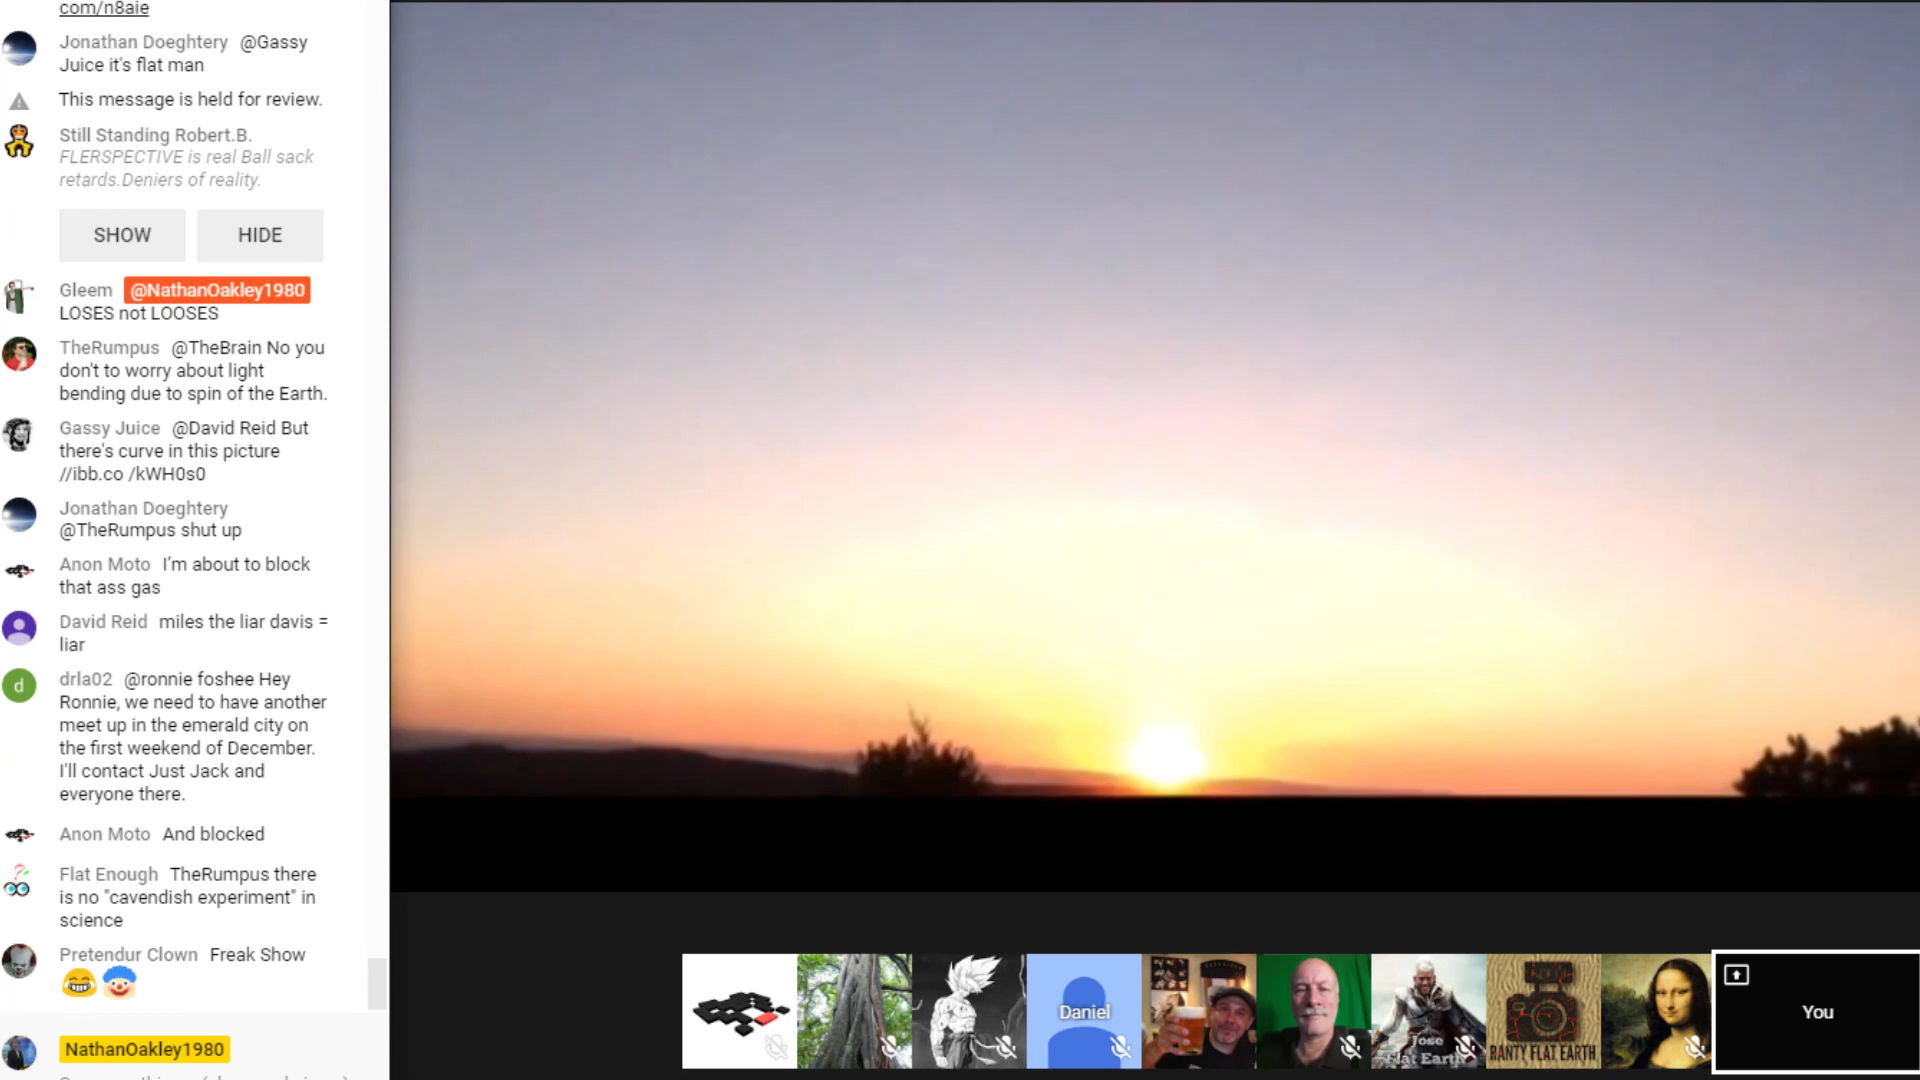 com/n8aie
Jonathan Doeghtery @Gassy
Juice it's flat man
This message is held for review.
Still Standing Robert.B.
FLERSPECTIVE is real Ball sack
retards.Deniers of reality.
SHOW HIDE
Gleem @NathanOakley1980
LOSES not LOOSES
TheRumpus @TheBrain No you
don't to worry about light
bending due to spin of the Earth.
Gassy Juice @David Reid But
there's curve in this picture
//ibb.co /kWH0s0
Jonathan Doeghtery
@TheRumpus shut up
Anon Moto I'm about to block
that ass gas
David Reid miles the liar davis =
liar
d
drla02 @ronnie foshee Hey
Ronnie, we need to have another
meet up in the emerald city on
the first weekend of December.
I'll contact Just Jack and
everyone there.
Anon Moto And blocked
Flat Enough TheRumpus there
is no "cavendish experiment" in
science
Pretendur Clown Freak Show
😂🤡
NathanOakley1980
Daniel
Jose
Flat Earth
RANTY FLAT EARTH
You